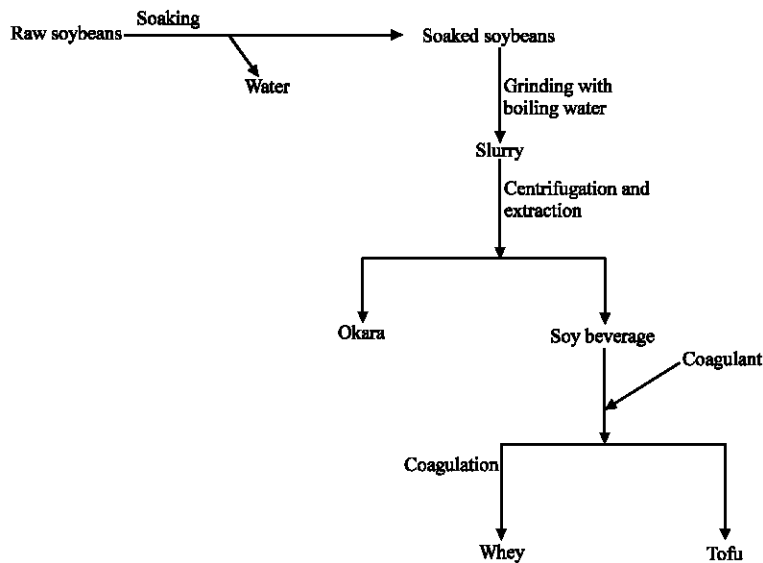 Soaking
Raw soybeans
Soaked soybeans
Water
Grinding with
boiling water
Slurry
Centrifugation and
extraction
Okara
Soy beverage
Coagulant
Coagulation
Whey
Tofu